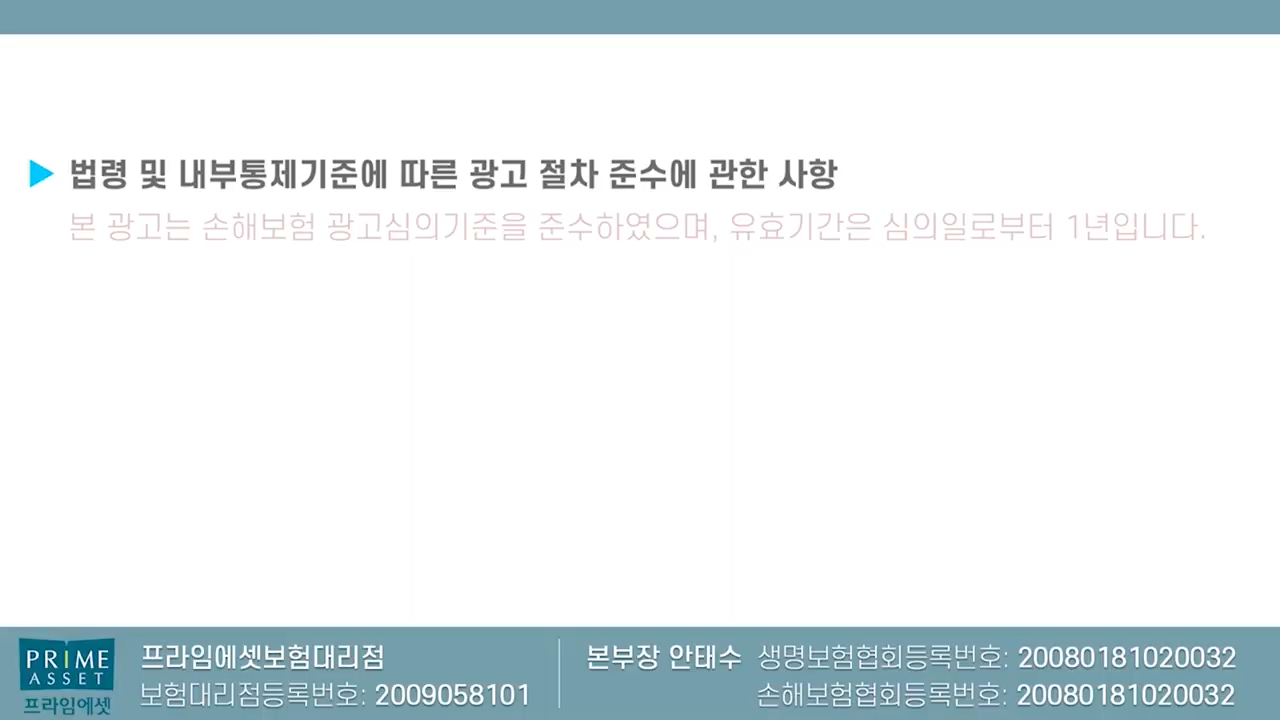 ▶ 법령 및 내부통제기준에 따른 광고 절차 준수에 관한 사항
본 광고는 손해보험 광고심의기준을 준수하였으며, 유효기간은 심의일로부터 1년입니다.
PRIME
ASSET
프라임에셋
프라임에셋보험대리점
보험대리점등록번호: 2009058101
본부장 안태수 생명보험협회등록번호: 20080181020032
손해보험협회등록번호: 20080181020032